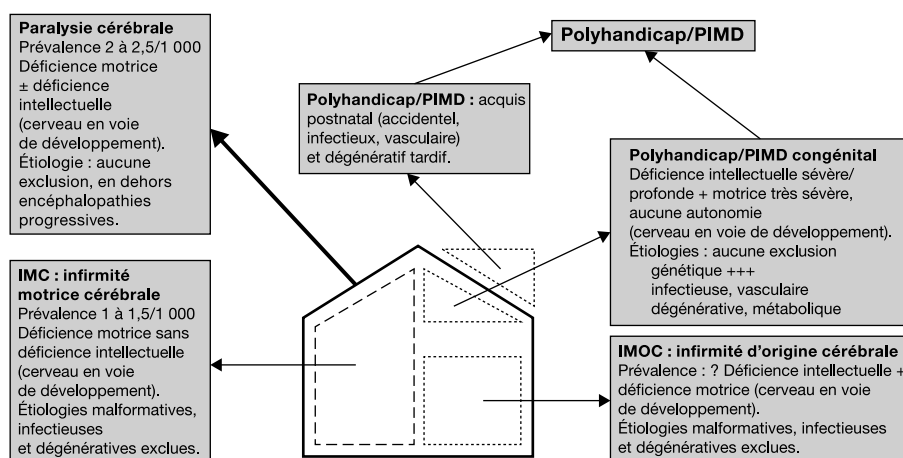 Paralysie cérébrale
Prévalence 2 à 2,5/1 000
Déficience motrice
± déficience
intellectuelle
(cerveau en voie
de développement).
Étiologie : aucune
exclusion, en dehors
encéphalopathies
progressives.
Polyhandicap/PIMD
Polyhandicap/PIMD : acquis
postnatal (accidentel,
infectieux, vasculaire)
et dégénératif tardif.
Polyhandicap/PIMD congénital
Déficience intellectuelle sévère/
profonde + motrice très sévère,
aucune autonomie
(cerveau en voie de développement).
Étiologies : aucune exclusion
génétique +++
infectieuse, vasculaire
dégénérative, métabolique
IMC : infirmité
motrice cérébrale
Prévalence 1 à 1,5/1 000
Déficience motrice sans
déficience intellectuelle
(cerveau en voie
de développement).
Étiologies malformatives,
infectieuses
et dégénératives exclues.
IMOC : infirmité d'origine cérébrale
Prévalence : ? Déficience intellectuelle +
déficience motrice (cerveau en voie
de développement).
Étiologies malformatives, infectieuses
et dégénératives exclues.